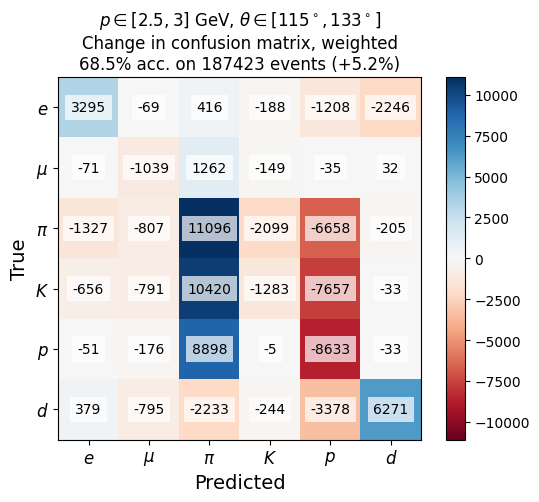 p ∈ [2.5, 3] GeV, θ ∈ [115°, 133°]
Change in confusion matrix, weighted
68.5% acc. on 187423 events (+5.2%)
e 3295 -69 416 -188 -1208 -2246
μ -71 -1039 1262 -149 -35 32
π -1327 -807 11096 -2099 -6658 -205
K -656 -791 10420 -1283 -7657 -33
p -51 -176 8898 -5 -8633 -33
d 379 -795 -2233 -244 -3378 6271
e μ π K p d
Predicted
True
10000
7500
5000
2500
0
−2500
−5000
−7500
−10000